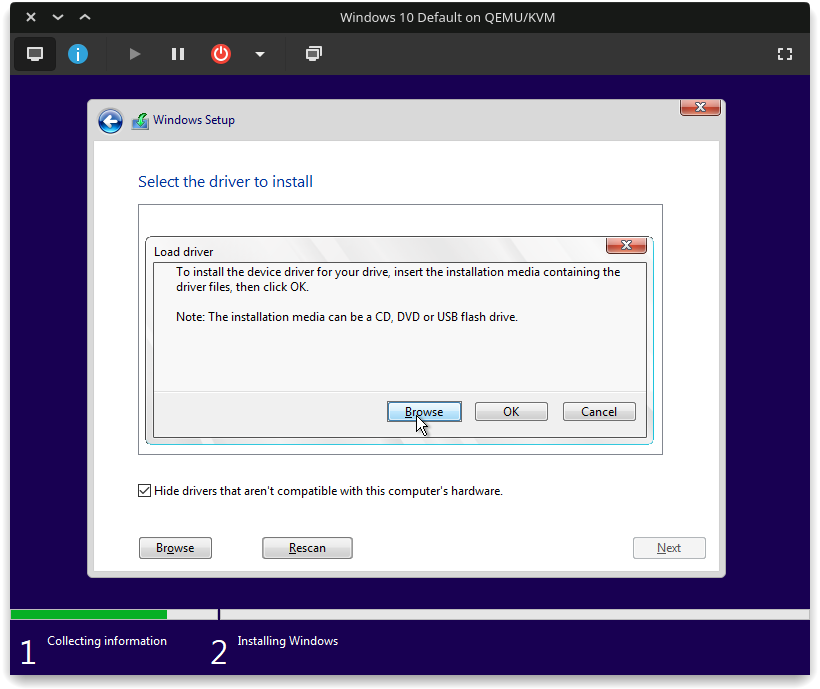 Windows 10 Default on QEMU/KVM
Windows Setup
Select the driver to install
Load driver
To install the device driver for your drive, insert the installation media containing the
driver files, then click OK.
Note: The installation media can be a CD, DVD or USB flash drive.
Browse OK Cancel
Hide drivers that aren't compatible with this computer's hardware.
Browse Rescan Next
1 Collecting information 2 Installing Windows